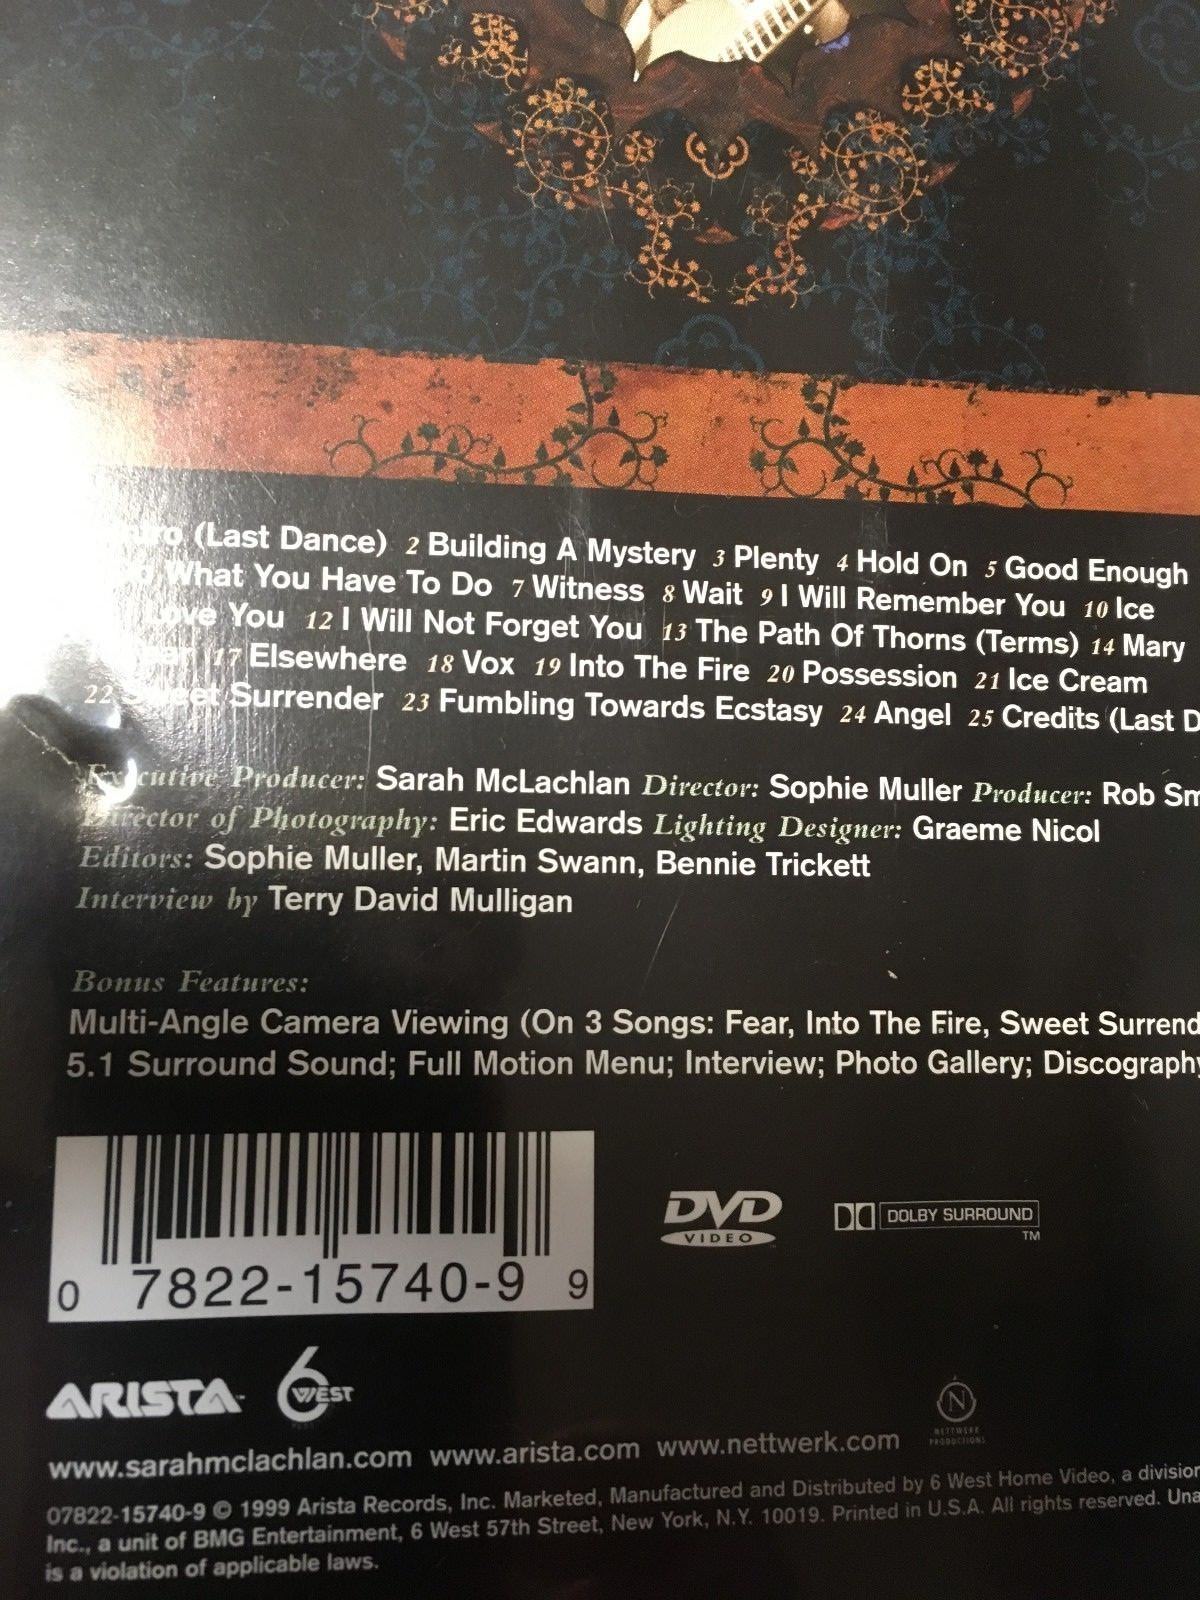 (Last Dance) 2 Building A Mystery 3 Plenty 4 Hold On 5 Good Enough
What You Have To Do 7 Witness 8 Wait 9 I Will Remember You 10 Ice
Love You 12 I Will Not Forget You 13 The Path Of Thorns (Terms) 14 Mary
17 Elsewhere 18 Vox 19 Into The Fire 20 Possession 21 Ice Cream
22 Sweet Surrender 23 Fumbling Towards Ecstasy 24 Angel 25 Credits (Last D
Executive Producer: Sarah McLachlan Director: Sophie Muller Producer: Rob Sm
Director of Photography: Eric Edwards Lighting Designer: Graeme Nicol
Editors: Sophie Muller, Martin Swann, Bennie Trickett
Interview by Terry David Mulligan
Bonus Features:
Multi-Angle Camera Viewing (On 3 Songs: Fear, Into The Fire, Sweet Surrend
5.1 Surround Sound; Full Motion Menu; Interview; Photo Gallery; Discography
0 7822-15740-9 9
DVD
VIDEO
DOLBY SURROUND
TM
ARISTA
6 WEST
N
NETTWERK
PRODUCTIONS
www.sarahmclachlan.com www.arista.com www.nettwerk.com
07822-15740-9 © 1999 Arista Records, Inc. Marketed, Manufactured and Distributed by 6 West Home Video, a division
Inc., a unit of BMG Entertainment, 6 West 57th Street, New York, N.Y. 10019. Printed in U.S.A. All rights reserved. Una
is a violation of applicable laws.